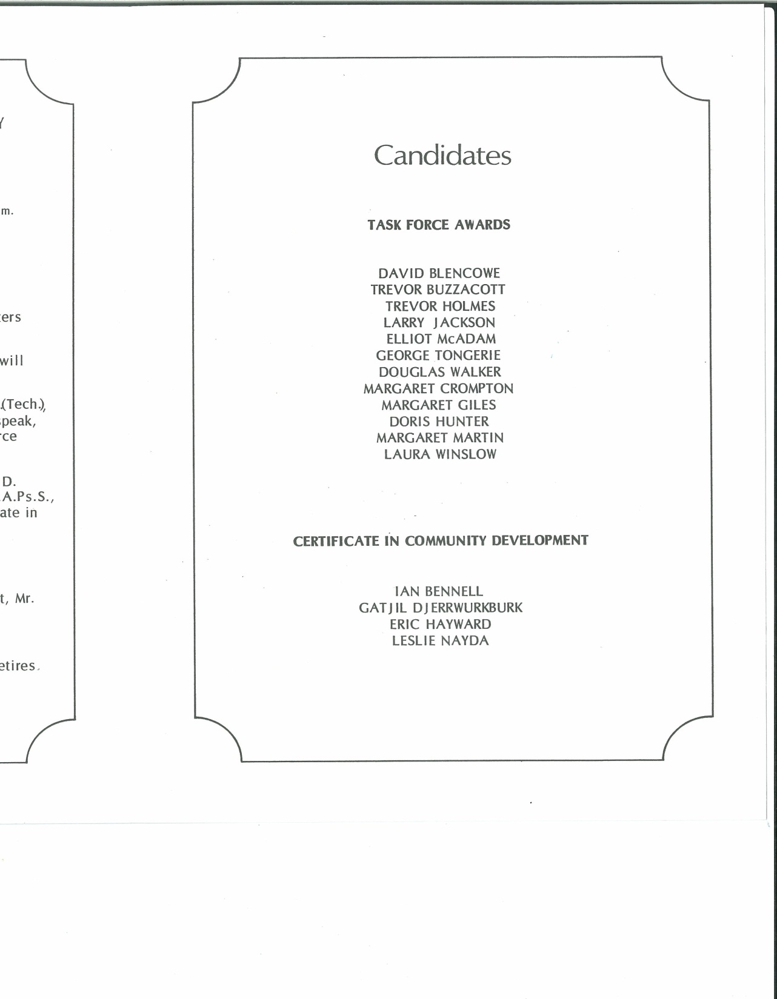 Y
m.
ers
will
.(Tech.),
speak,
rce
D.
A.Ps.S.,
ate in
t, Mr.
etires.
Candidates
TASK FORCE AWARDS
DAVID BLENCOWE
TREVOR BUZZACOTT
TREVOR HOLMES
LARRY JACKSON
ELLIOT McADAM
GEORGE TONGERIE
DOUGLAS WALKER
MARGARET CROMPTON
MARGARET GILES
DORIS HUNTER
MARGARET MARTIN
LAURA WINSLOW
CERTIFICATE IN COMMUNITY DEVELOPMENT
IAN BENNELL
GATJIL DJERRWURKBURK
ERIC HAYWARD
LESLIE NAYDA